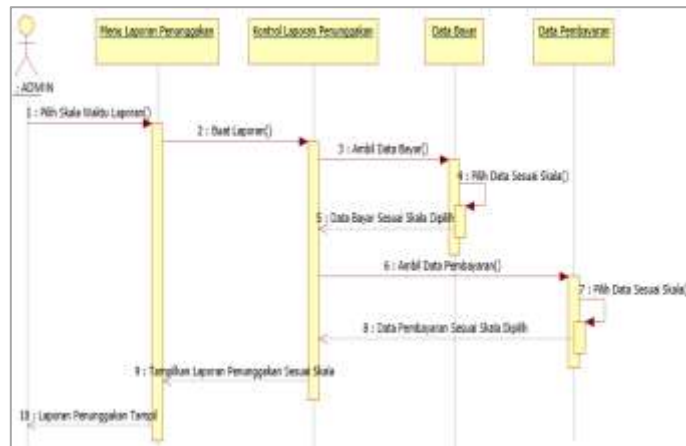 Menu Laporan Penunggakan
Kontrol Laporan Penunggakan
Data Bayar
Data Pembayaran
: ADMIN
1 : Pilih Skala Waktu Laporan()
2 : Buat Laporan()
3 : Ambil Data Bayar()
4 : Pilih Data Sesuai Skala()
5 : Data Bayar Sesuai Skala Dipilih
6 : Ambil Data Pembayaran()
7 : Pilih Data Sesuai Skala()
8 : Data Pembayaran Sesuai Skala Dipilih
9 : Tampilkan Laporan Penunggakan Sesuai Skala
10 : Laporan Penunggakan Tampil